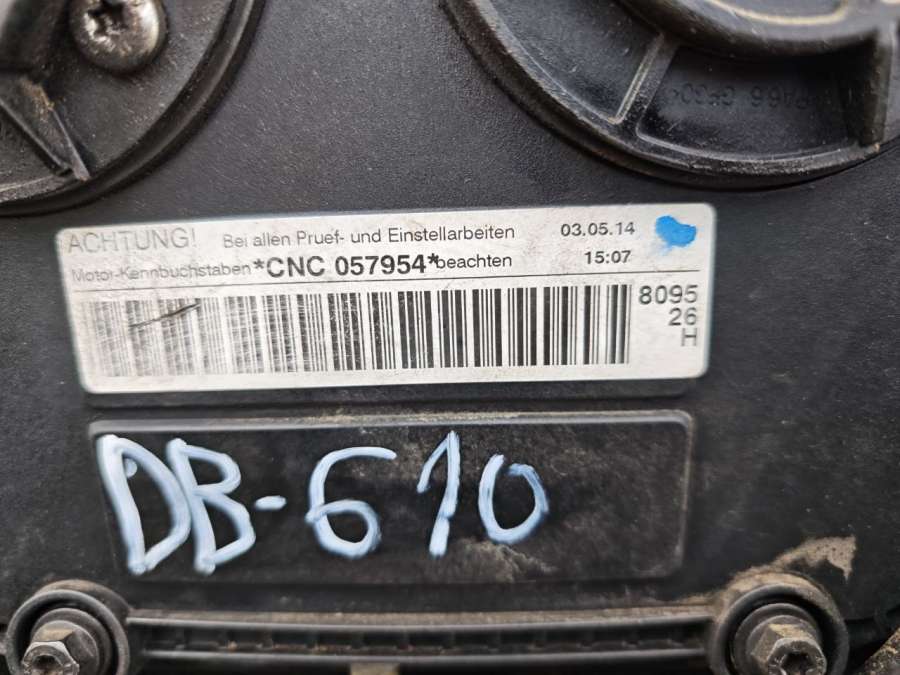 ACHTUNG! Bei allen Pruef- und Einstellarbeiten 03.05.14
Motor-Kennbuchstaben *CNC 057954* beachten 15:07
8095
26
H
DB-610